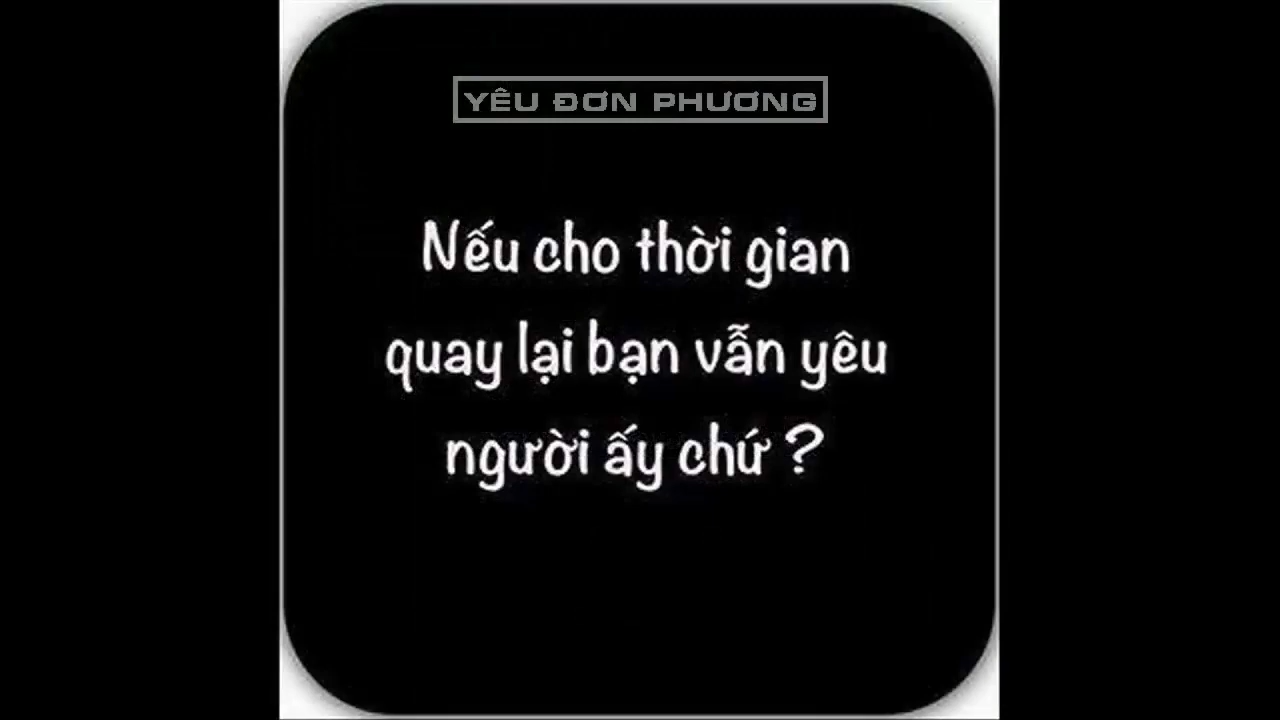 YÊU ĐƠN PHƯƠNG
Nếu cho thời gian
quay lại bạn vẫn yêu
người ấy chứ ?